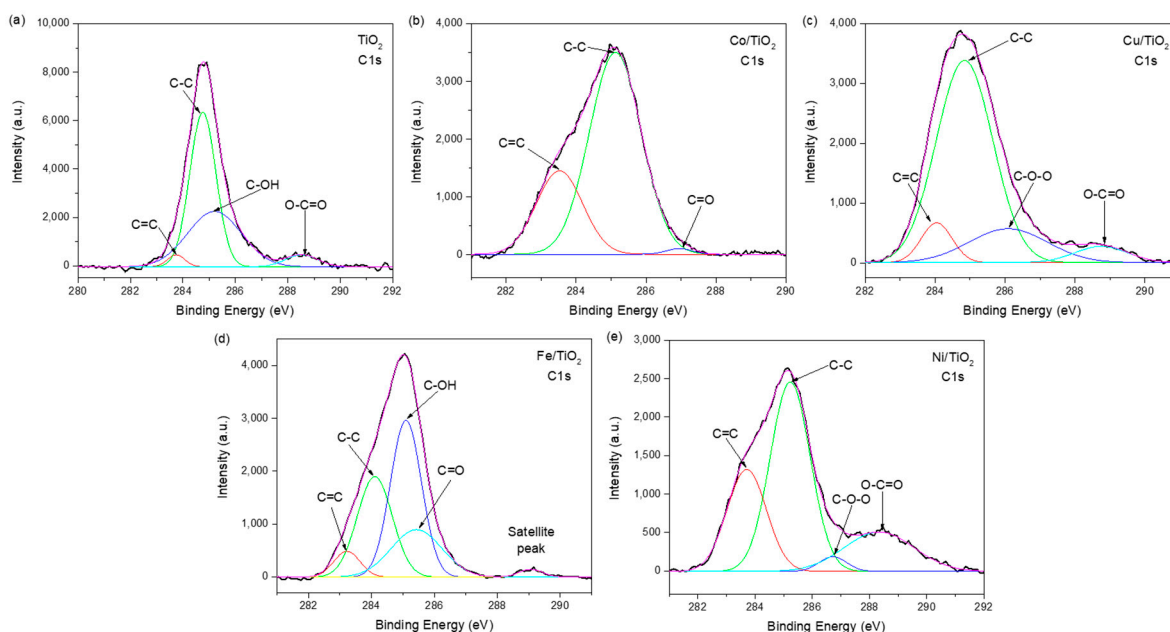 (a)
10,000
8,000
6,000
4,000
2,000
0
Intensity (a.u.)
TiO2
C1s
C-C
C-OH
C=C
O-C=O
280 282 284 286 288 290 292
Binding Energy (eV)
(b)
4,000
3,000
2,000
1,000
0
Intensity (a.u.)
Co/TiO2
C1s
C-C
C=C
C=O
282 284 286 288 290
Binding Energy (eV)
(c)
4,000
3,000
2,000
1,000
0
Intensity (a.u.)
Cu/TiO2
C1s
C-C
C=C
C-O-O
O-C=O
282 284 286 288 290
Binding Energy (eV)
(d)
4,000
3,000
2,000
1,000
0
Intensity (a.u.)
Fe/TiO2
C1s
C-OH
C-C
C=O
C=C
Satellite
peak
282 284 286 288 290
Binding Energy (eV)
(e)
2,500
2,000
1,500
1,000
500
0
Intensity (a.u.)
Ni/TiO2
C1s
C-C
C=C
C-O-O
O-C=O
282 284 286 288 290 292
Binding Energy (eV)